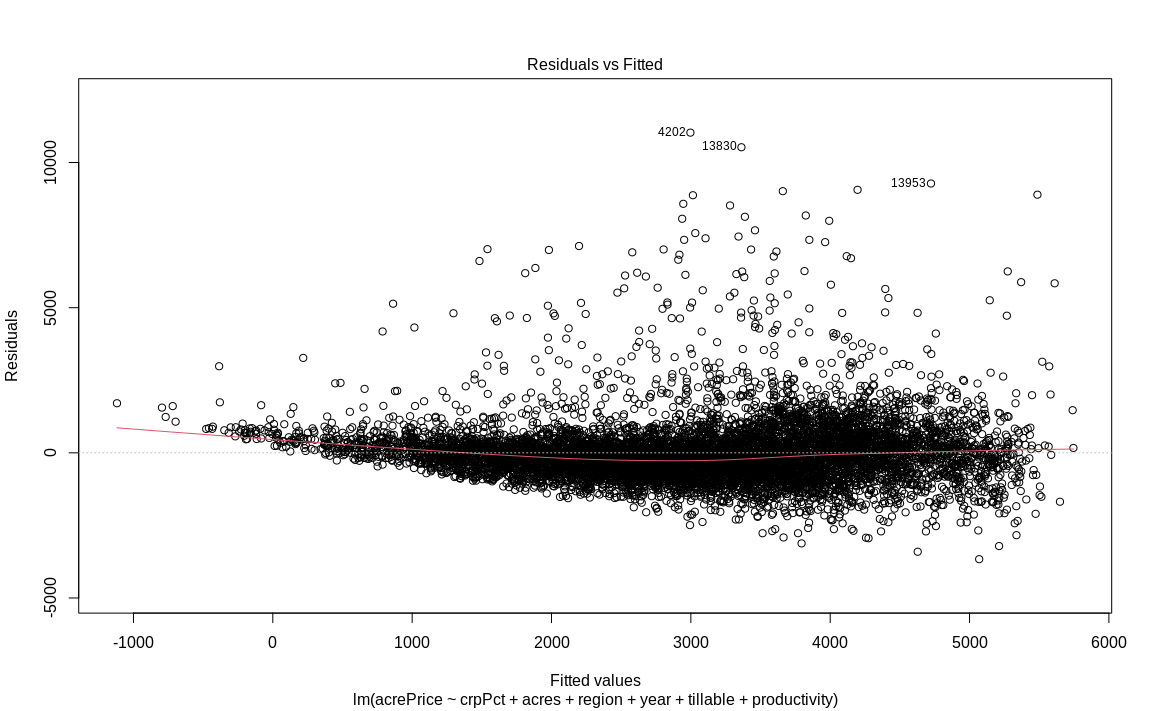 Residuals vs Fitted
10000
5000
0
-5000
Residuals
4202
13830
13953
-1000 0 1000 2000 3000 4000 5000 6000
Fitted values
lm(acrePrice ~ crpPct + acres + region + year + tillable + productivity)